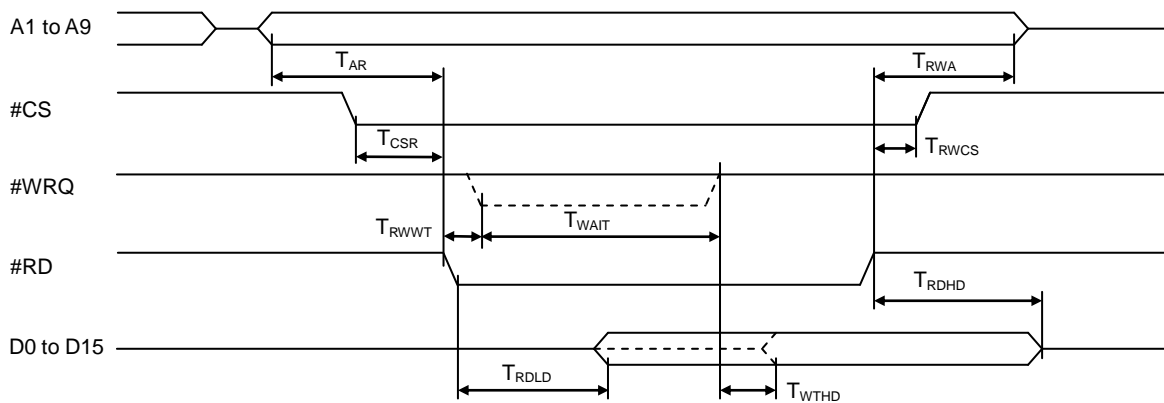 A1 to A9
TAR
TRWA
#CS
TCSR
TRWCS
#WRQ
TRWWT
TWAIT
#RD
TRDHD
D0 to D15
TRDLD
TWTHD